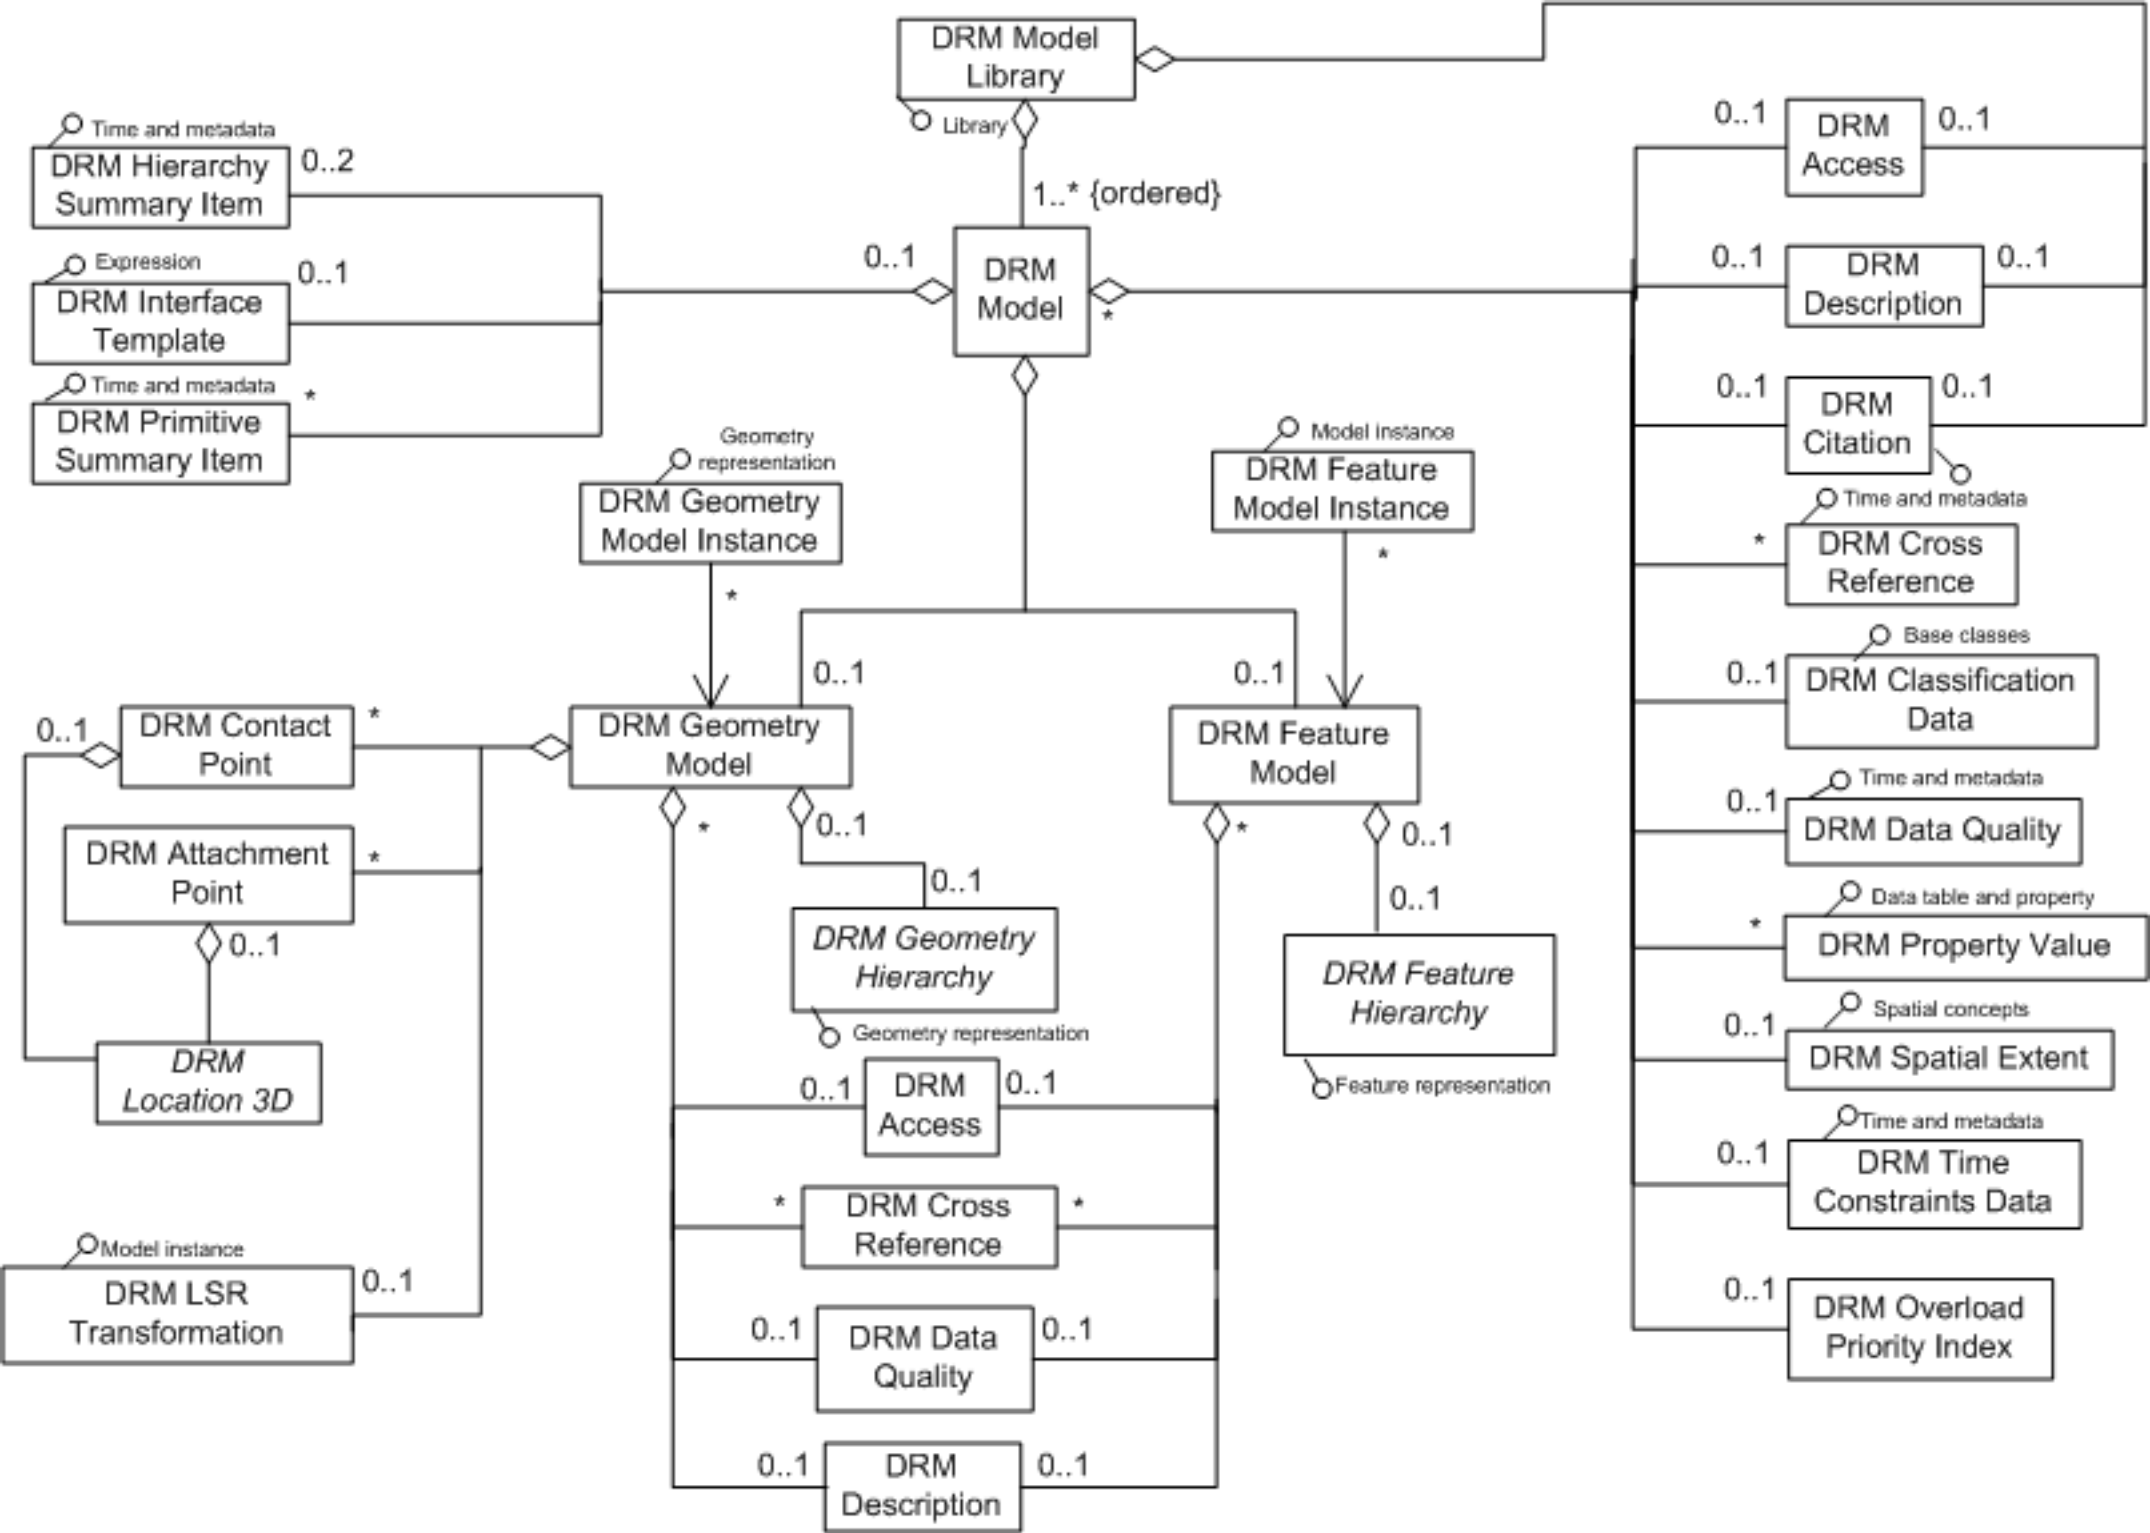 DRM Model
Library
Library
1..* {ordered}
Time and metadata
DRM Hierarchy
Summary Item
0..2
Expression
DRM Interface
Template
0..1
Time and metadata
DRM Primitive
Summary Item
*
0..1
DRM
Model
*
0..1
DRM
Access
0..1
0..1
DRM
Description
0..1
0..1
DRM
Citation
0..1
Time and metadata
*
DRM Cross
Reference
Base classes
0..1
DRM Classification
Data
Time and metadata
0..1
DRM Data Quality
Data table and property
*
DRM Property Value
Spatial concepts
0..1
DRM Spatial Extent
Time and metadata
0..1
DRM Time
Constraints Data
0..1
DRM Overload
Priority Index
Geometry
representation
DRM Geometry
Model Instance
*
Model instance
DRM Feature
Model Instance
*
0..1
0..1
DRM Geometry
Model
*
0..1
0..1
DRM Feature
Model
*
0..1
0..1
0..1
DRM Contact
Point
*
DRM Attachment
Point
*
0..1
DRM
Location 3D
Model instance
DRM LSR
Transformation
0..1
DRM Geometry
Hierarchy
Geometry representation
DRM Feature
Hierarchy
Feature representation
0..1
DRM
Access
0..1
*
DRM Cross
Reference
*
0..1
DRM Data
Quality
0..1
0..1
DRM
Description
0..1